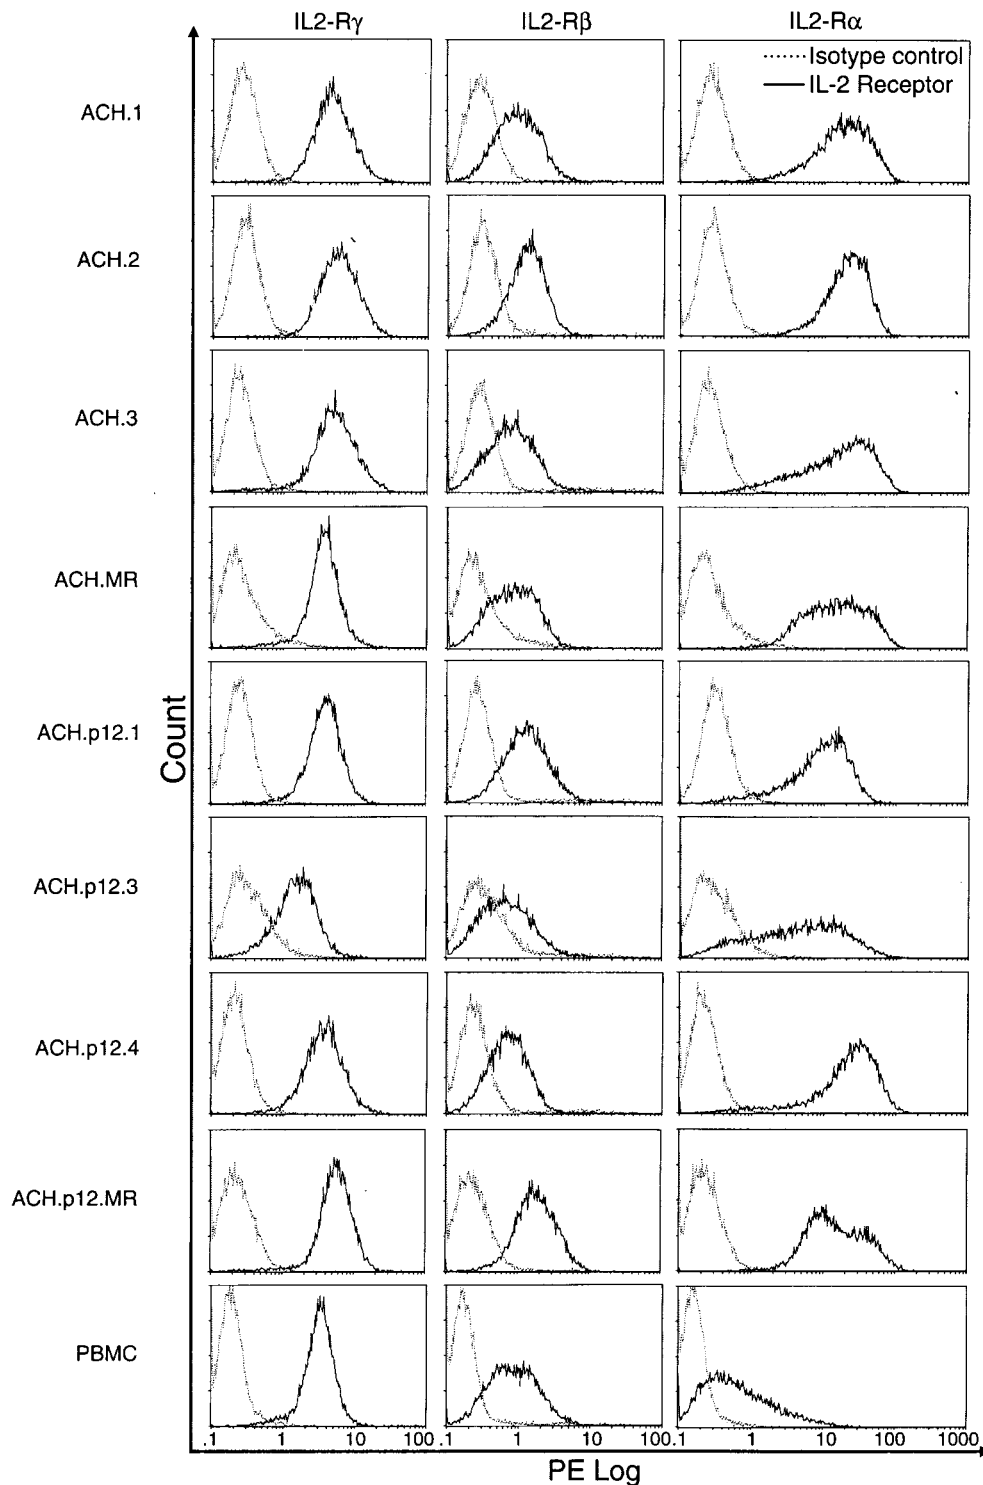 IL2-Rγ IL2-Rβ IL2-Rα
Isotype control
IL-2 Receptor
ACH.1
ACH.2
ACH.3
ACH.MR
ACH.p12.1
ACH.p12.3
ACH.p12.4
ACH.p12.MR
PBMC
Count
.1 1 10 100 .1 1 10 100 .1 1 10 100 1000
PE Log